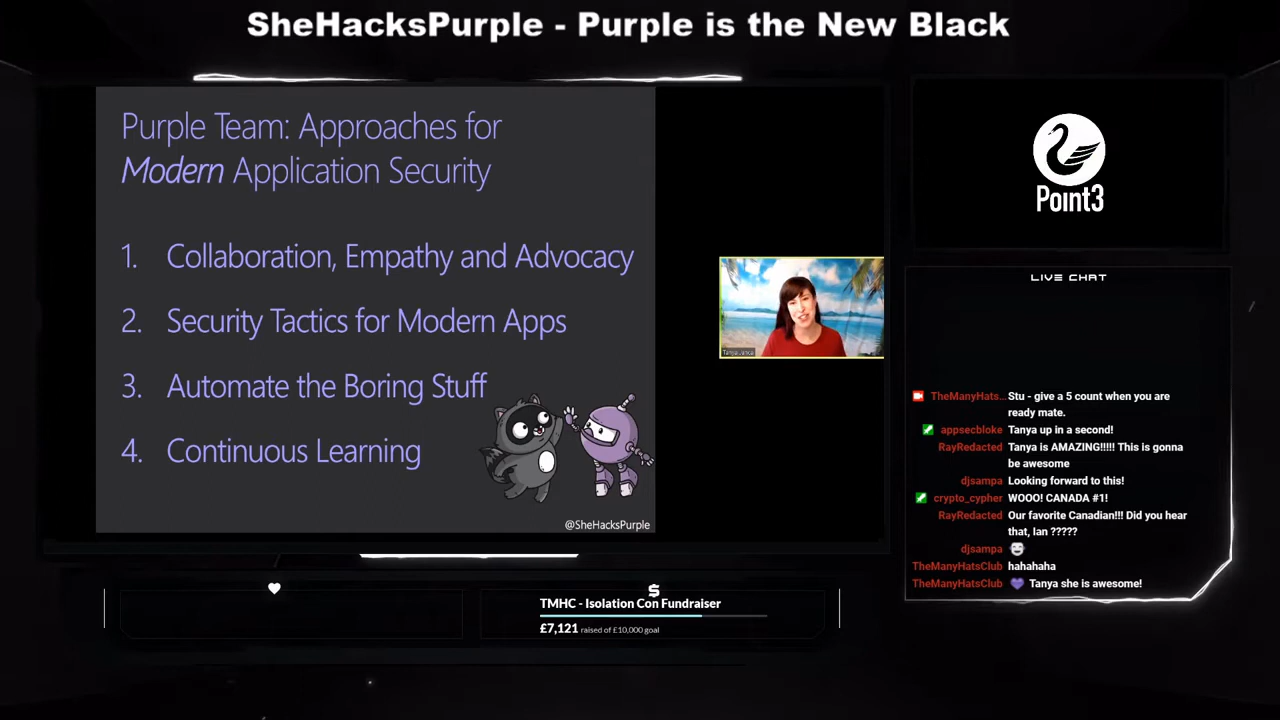 SheHacksPurple - Purple is the New Black
Purple Team: Approaches for
Modern Application Security
1. Collaboration, Empathy and Advocacy
2. Security Tactics for Modern Apps
3. Automate the Boring Stuff
4. Continuous Learning
@SheHacksPurple
Tanya Janca
Point3
LIVE CHAT
TheManyHats... Stu - give a 5 count when you are
ready mate.
appsecbloke Tanya up in a second!
RayRedacted Tanya is AMAZING!!!!! This is gonna
be awesome
djsampa Looking forward to this!
crypto_cypher WOOO! CANADA #1!
RayRedacted Our favorite Canadian!!! Did you hear
that, Ian ?????
djsampa
TheManyHatsClub hahahaha
TheManyHatsClub Tanya she is awesome!
$
TMHC - Isolation Con Fundraiser
£7,121 raised of £10,000 goal